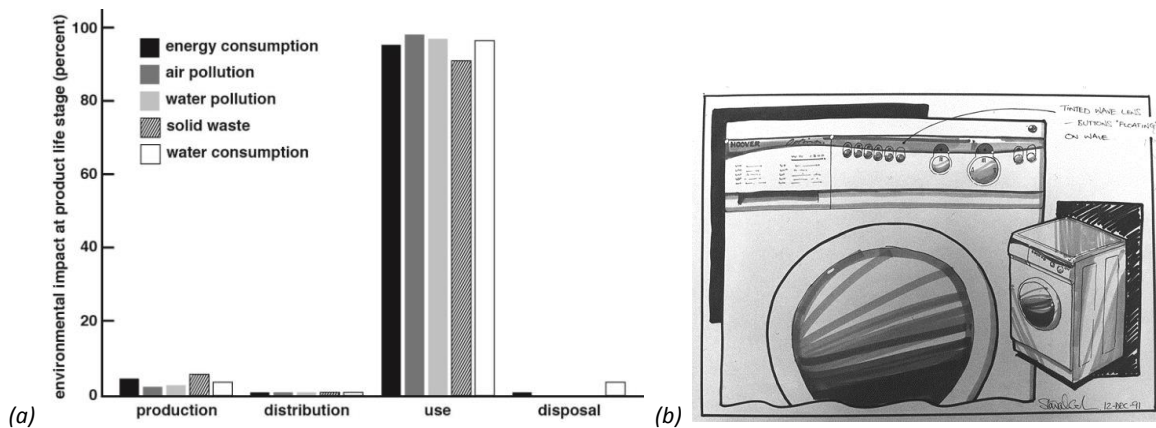 environmental impact at product life stage (percent)
100
80
60
40
20
0
energy consumption
air pollution
water pollution
solid waste
water consumption
production
distribution
use
disposal
(a)
TINTED WAVE LENS
– BUTTONS "FLOATING"
ON WAVE
HOOVER
12-DEC-91
(b)